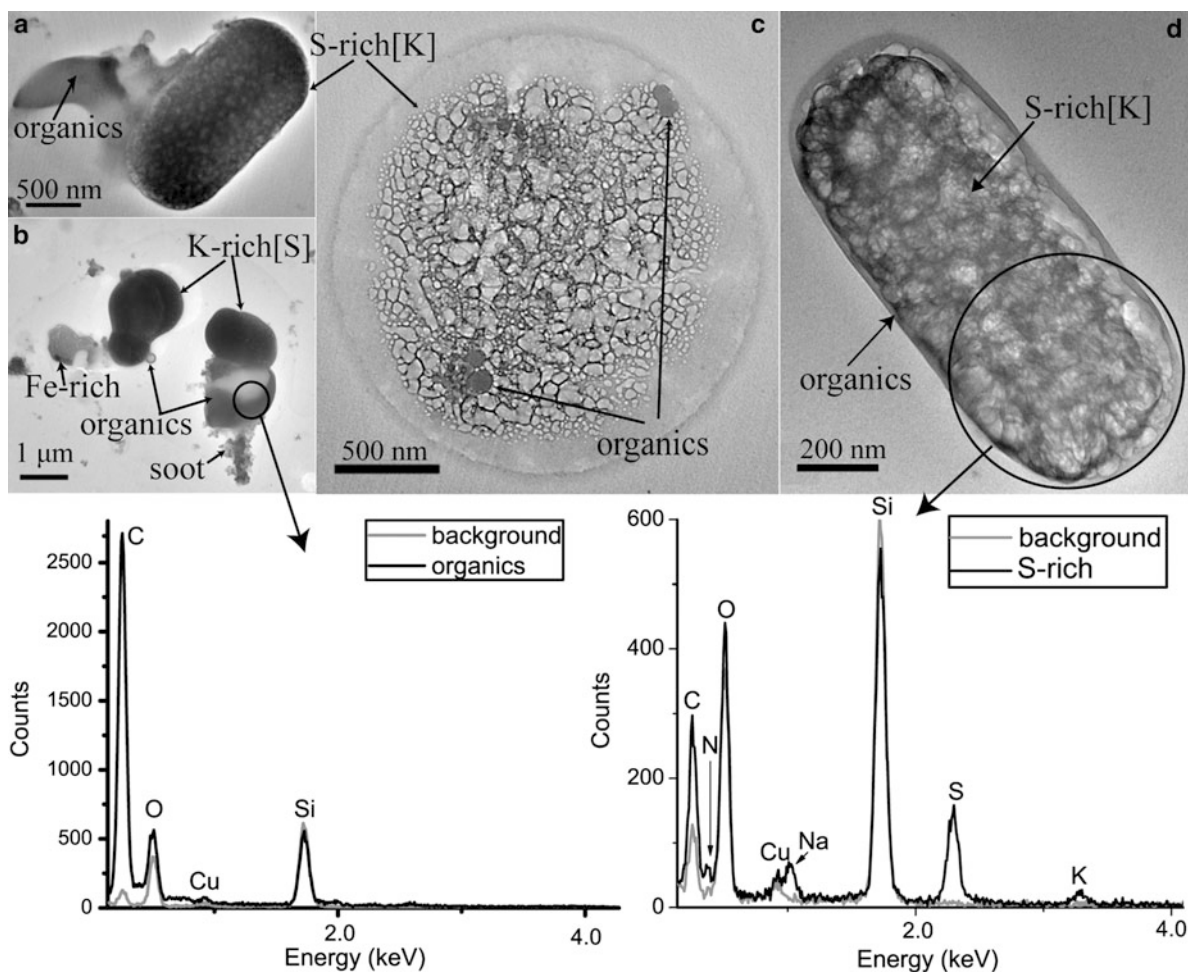 a
S-rich[K]
organics
500 nm
b
K-rich[S]
Fe-rich
organics
soot
1 μm
c
organics
500 nm
d
S-rich[K]
organics
200 nm
C
O
Cu
Si
background
organics
2500
2000
1500
1000
500
0
2.0
4.0
Counts
Energy (keV)
C
N
O
Cu
Na
Si
S
K
background
S-rich
600
400
200
0
2.0
4.0
Counts
Energy (keV)